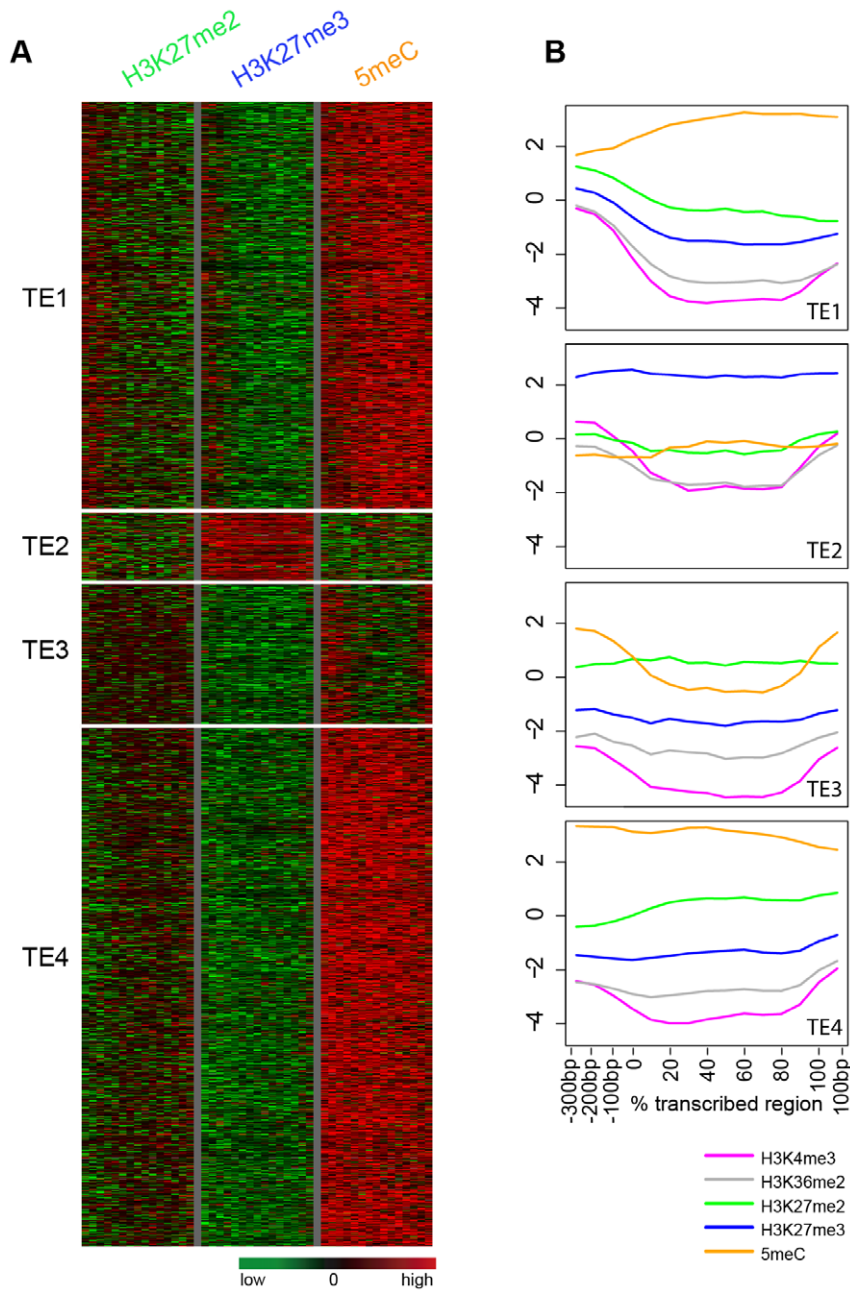 A
H3K27me2
H3K27me3
5meC
TE1
TE2
TE3
TE4
low 0 high
B
2
0
-2
-4
TE1
2
0
-2
-4
TE2
2
0
-2
-4
TE3
2
0
-2
-4
TE4
-300bp -200bp -100bp 0 20 40 60 80 100 100bp
% transcribed region
H3K4me3
H3K36me2
H3K27me2
H3K27me3
5meC